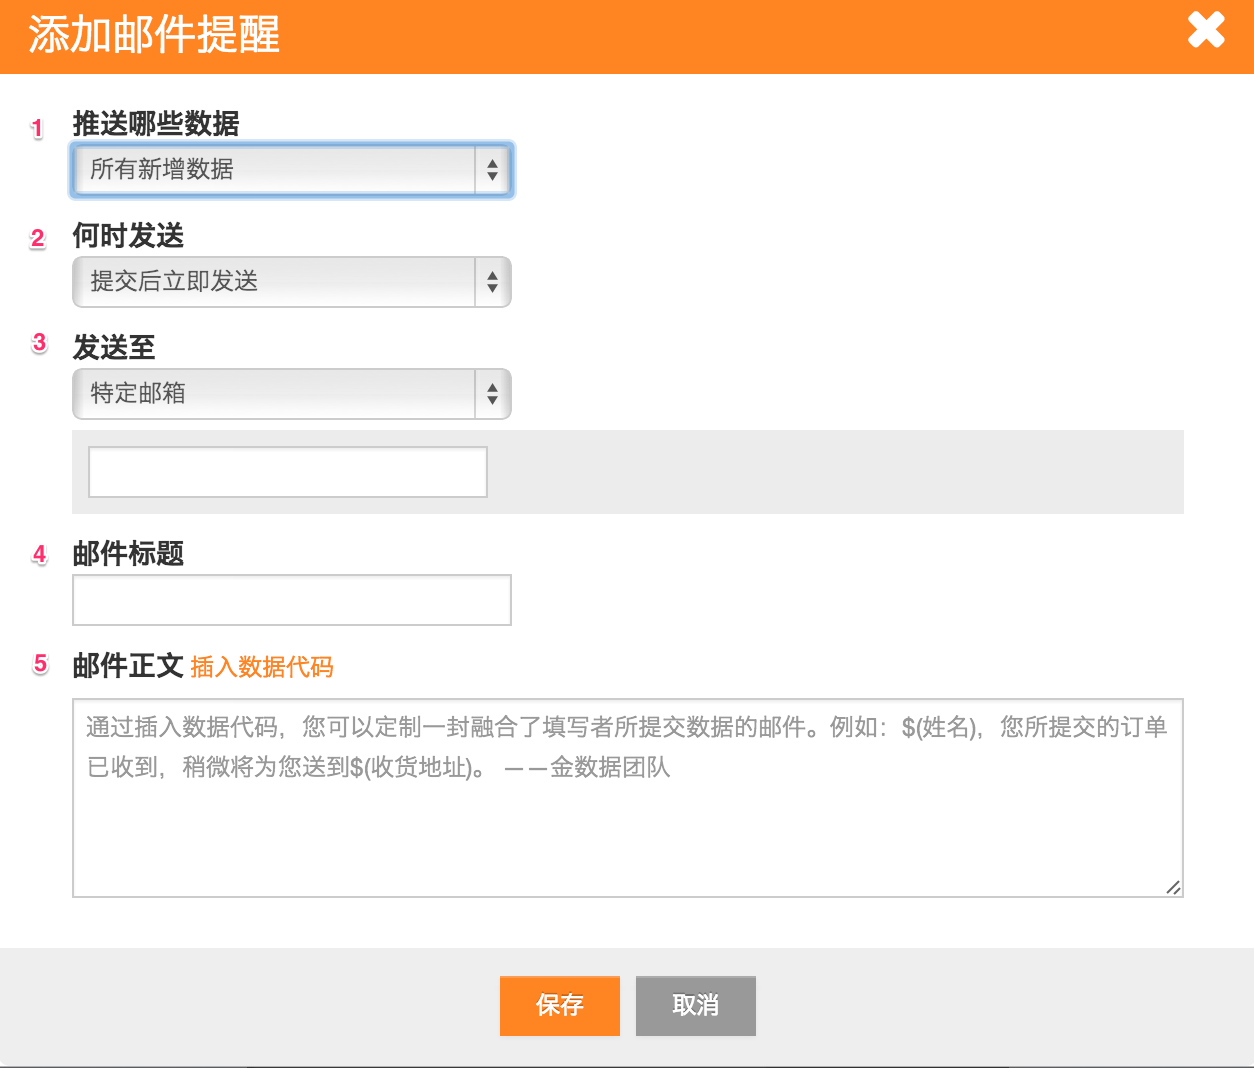 添加邮件提醒
1 推送哪些数据
所有新增数据
2 何时发送
提交后立即发送
3 发送至
特定邮箱
4 邮件标题
5 邮件正文 插入数据代码
通过插入数据代码，您可以定制一封融合了填写者所提交数据的邮件。例如：$(姓名)，您所提交的订单
已收到，稍微将为您送到$(收货地址)。 ——金数据团队
保存 取消